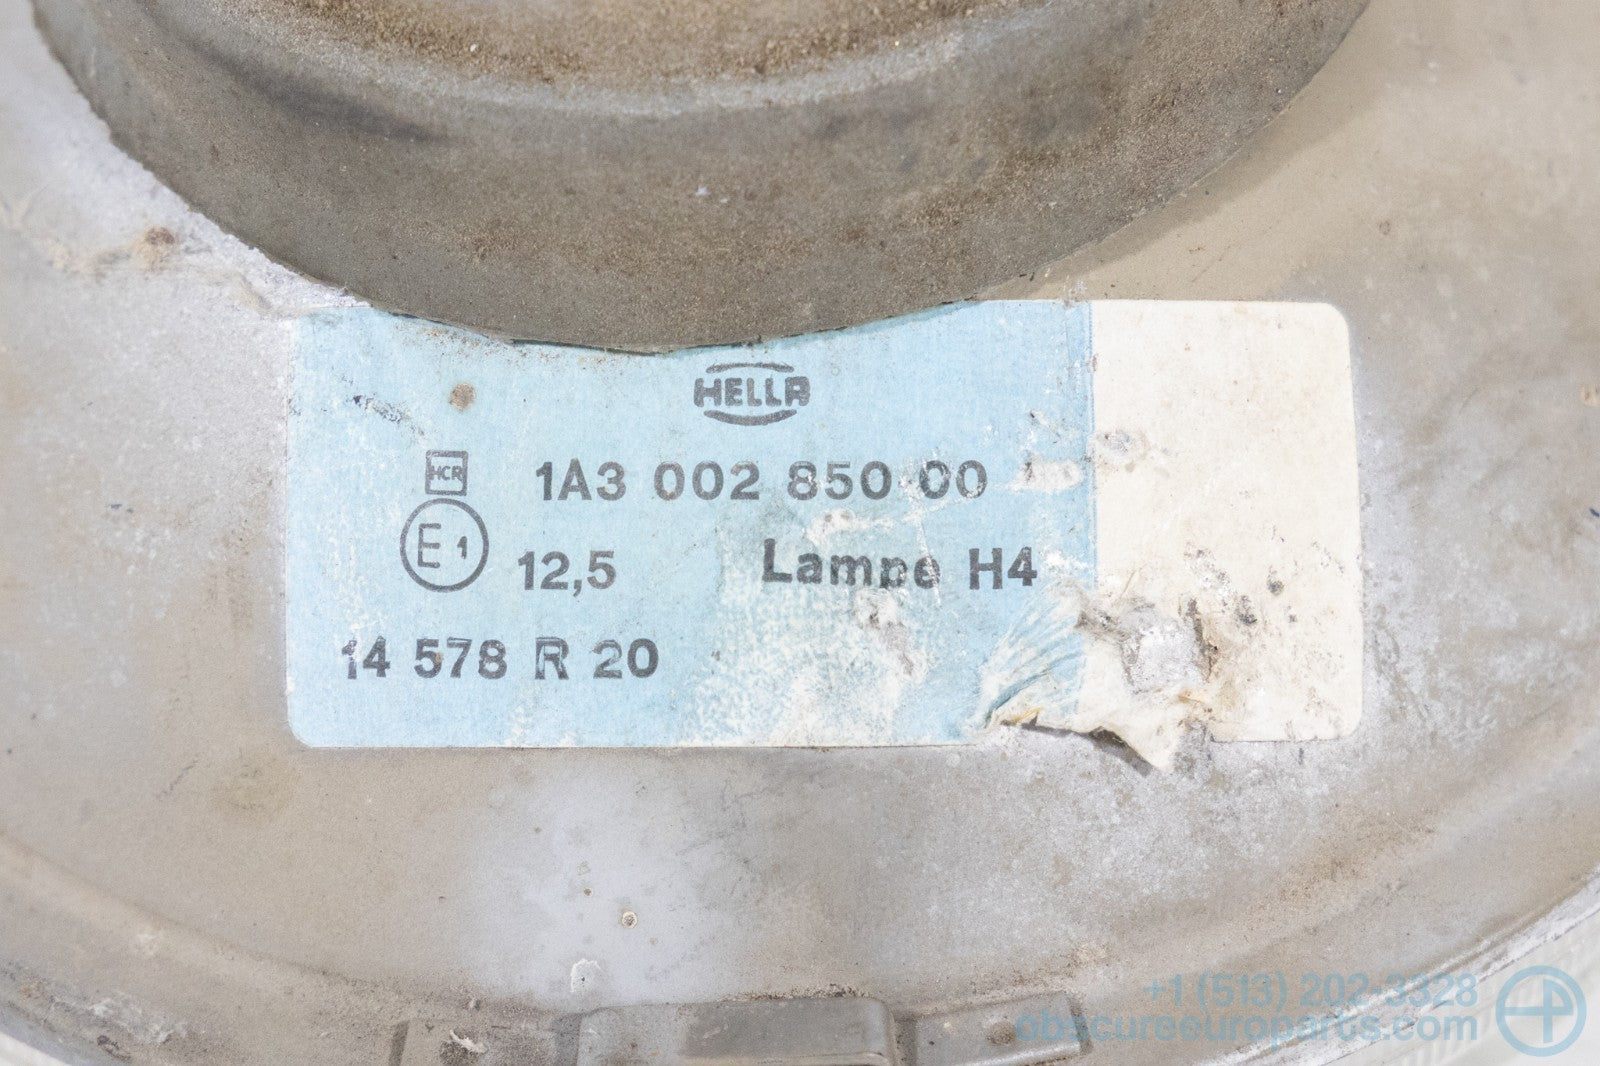 HELLA
HCR 1A3 002 850-00
E1 12,5 Lampe H4
14 578 R 20
+1 (513) 202-3328
obscureeuroparts.com